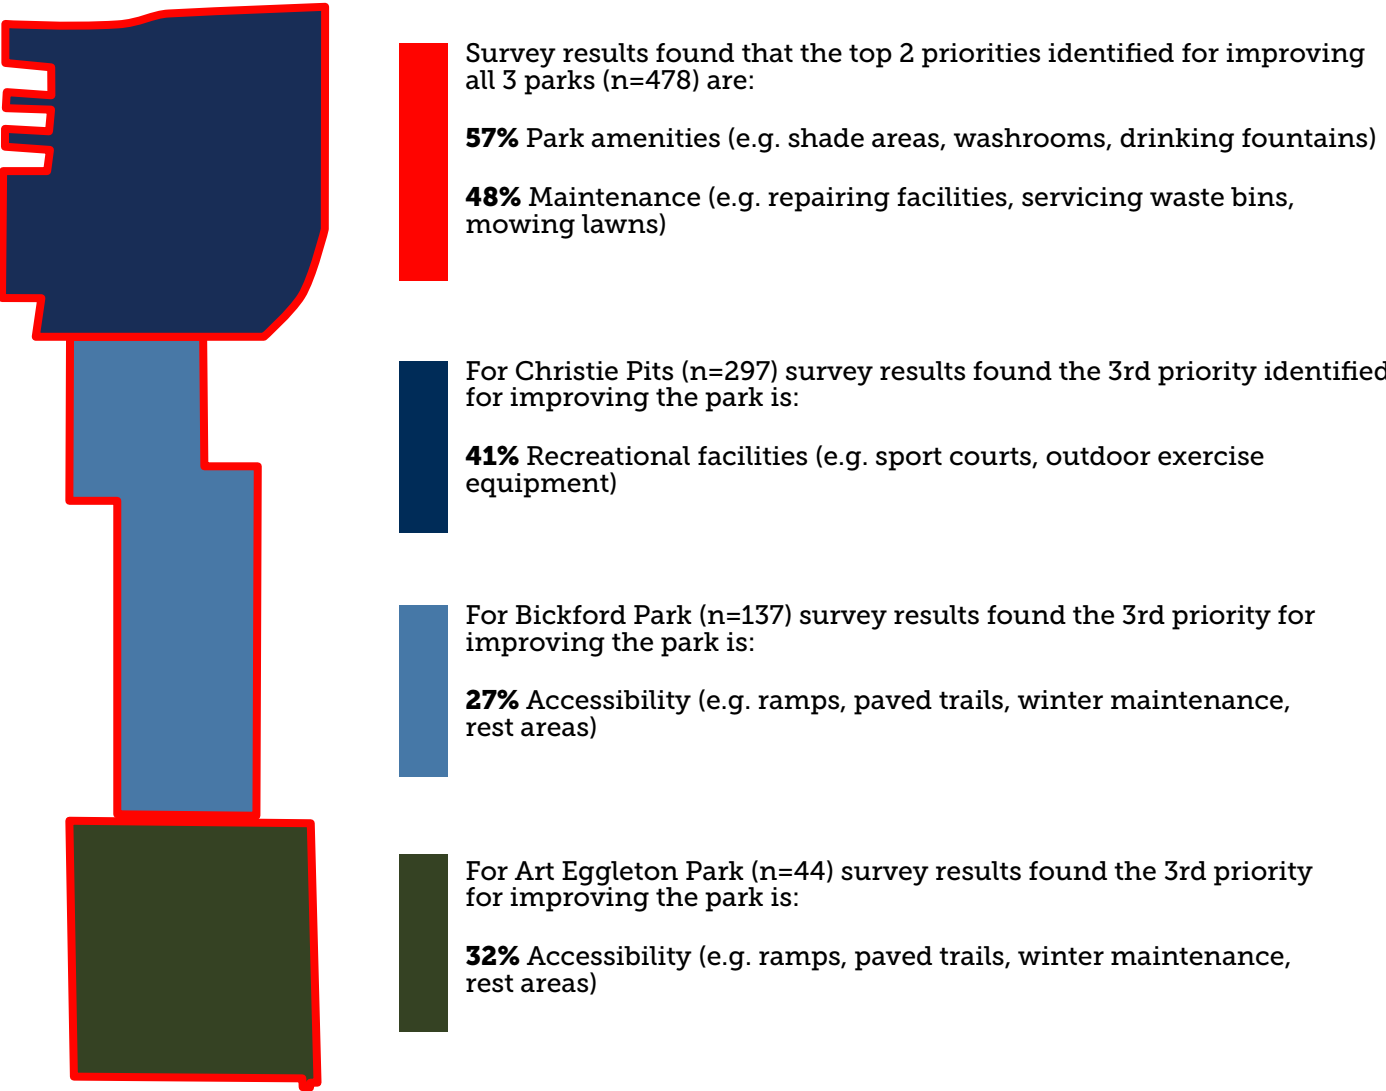 Survey results found that the top 2 priorities identified for improving
all 3 parks (n=478) are:
57% Park amenities (e.g. shade areas, washrooms, drinking fountains)
48% Maintenance (e.g. repairing facilities, servicing waste bins,
mowing lawns)
For Christie Pits (n=297) survey results found the 3rd priority identified
for improving the park is:
41% Recreational facilities (e.g. sport courts, outdoor exercise
equipment)
For Bickford Park (n=137) survey results found the 3rd priority for
improving the park is:
27% Accessibility (e.g. ramps, paved trails, winter maintenance,
rest areas)
For Art Eggleton Park (n=44) survey results found the 3rd priority
for improving the park is:
32% Accessibility (e.g. ramps, paved trails, winter maintenance,
rest areas)